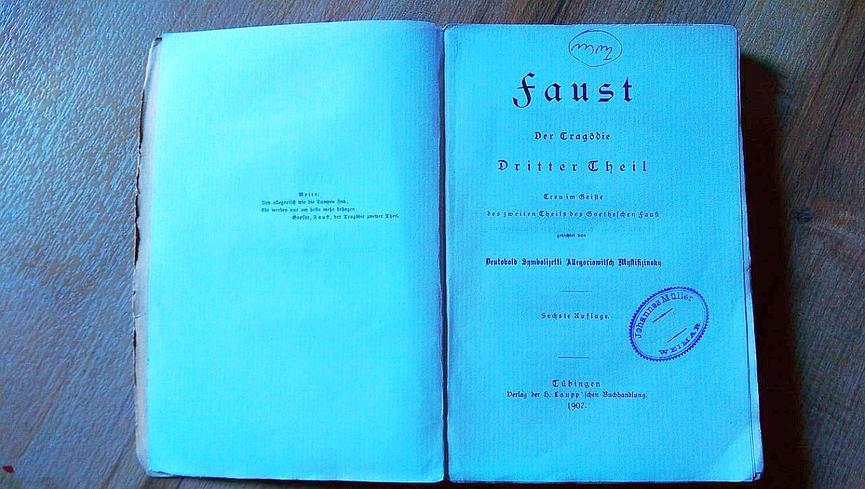 Motto:
Und allegorisch wie die Lumpen sind,
Sie werden nur um desto mehr behagen.
Goethe, Faust, der Tragödie zweiter Theil.
Faust
Der Tragödie
Dritter Theil
Treu im Geiste
des zweiten Theils des Goetheschen Faust
gedichtet von
Deutobold Symbolizetti Allegoriowitsch Mystifizinsky
Sechste Auflage.
Johannes Müller
WEIMAR
Tübingen
Verlag der H. Laupp'schen Buchhandlung.
1907.